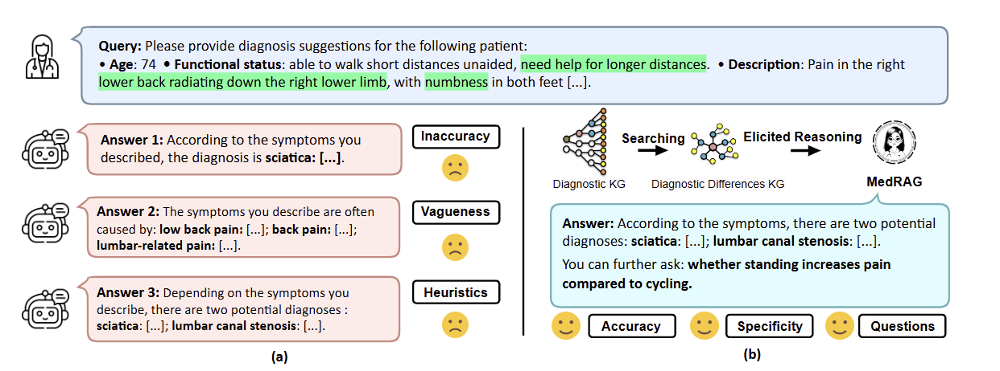 Query: Please provide diagnosis suggestions for the following patient:
• Age: 74 • Functional status: able to walk short distances unaided, need help for longer distances. • Description: Pain in the right
lower back radiating down the right lower limb, with numbness in both feet [...].
Answer 1: According to the symptoms you
described, the diagnosis is sciatica: [...].
Inaccuracy
Answer 2: The symptoms you describe are often
caused by: low back pain: [...]; back pain: [...];
lumbar-related pain: [...].
Vagueness
Answer 3: Depending on the symptoms you
describe, there are two potential diagnoses :
sciatica: [...]; lumbar canal stenosis: [...].
Heuristics
(a)
Searching
Elicited Reasoning
Diagnostic KG
Diagnostic Differences KG
MedRAG
Answer: According to the symptoms, there are two potential
diagnoses: sciatica: [...]; lumbar canal stenosis: [...].
You can further ask: whether standing increases pain
compared to cycling.
Accuracy
Specificity
Questions
(b)